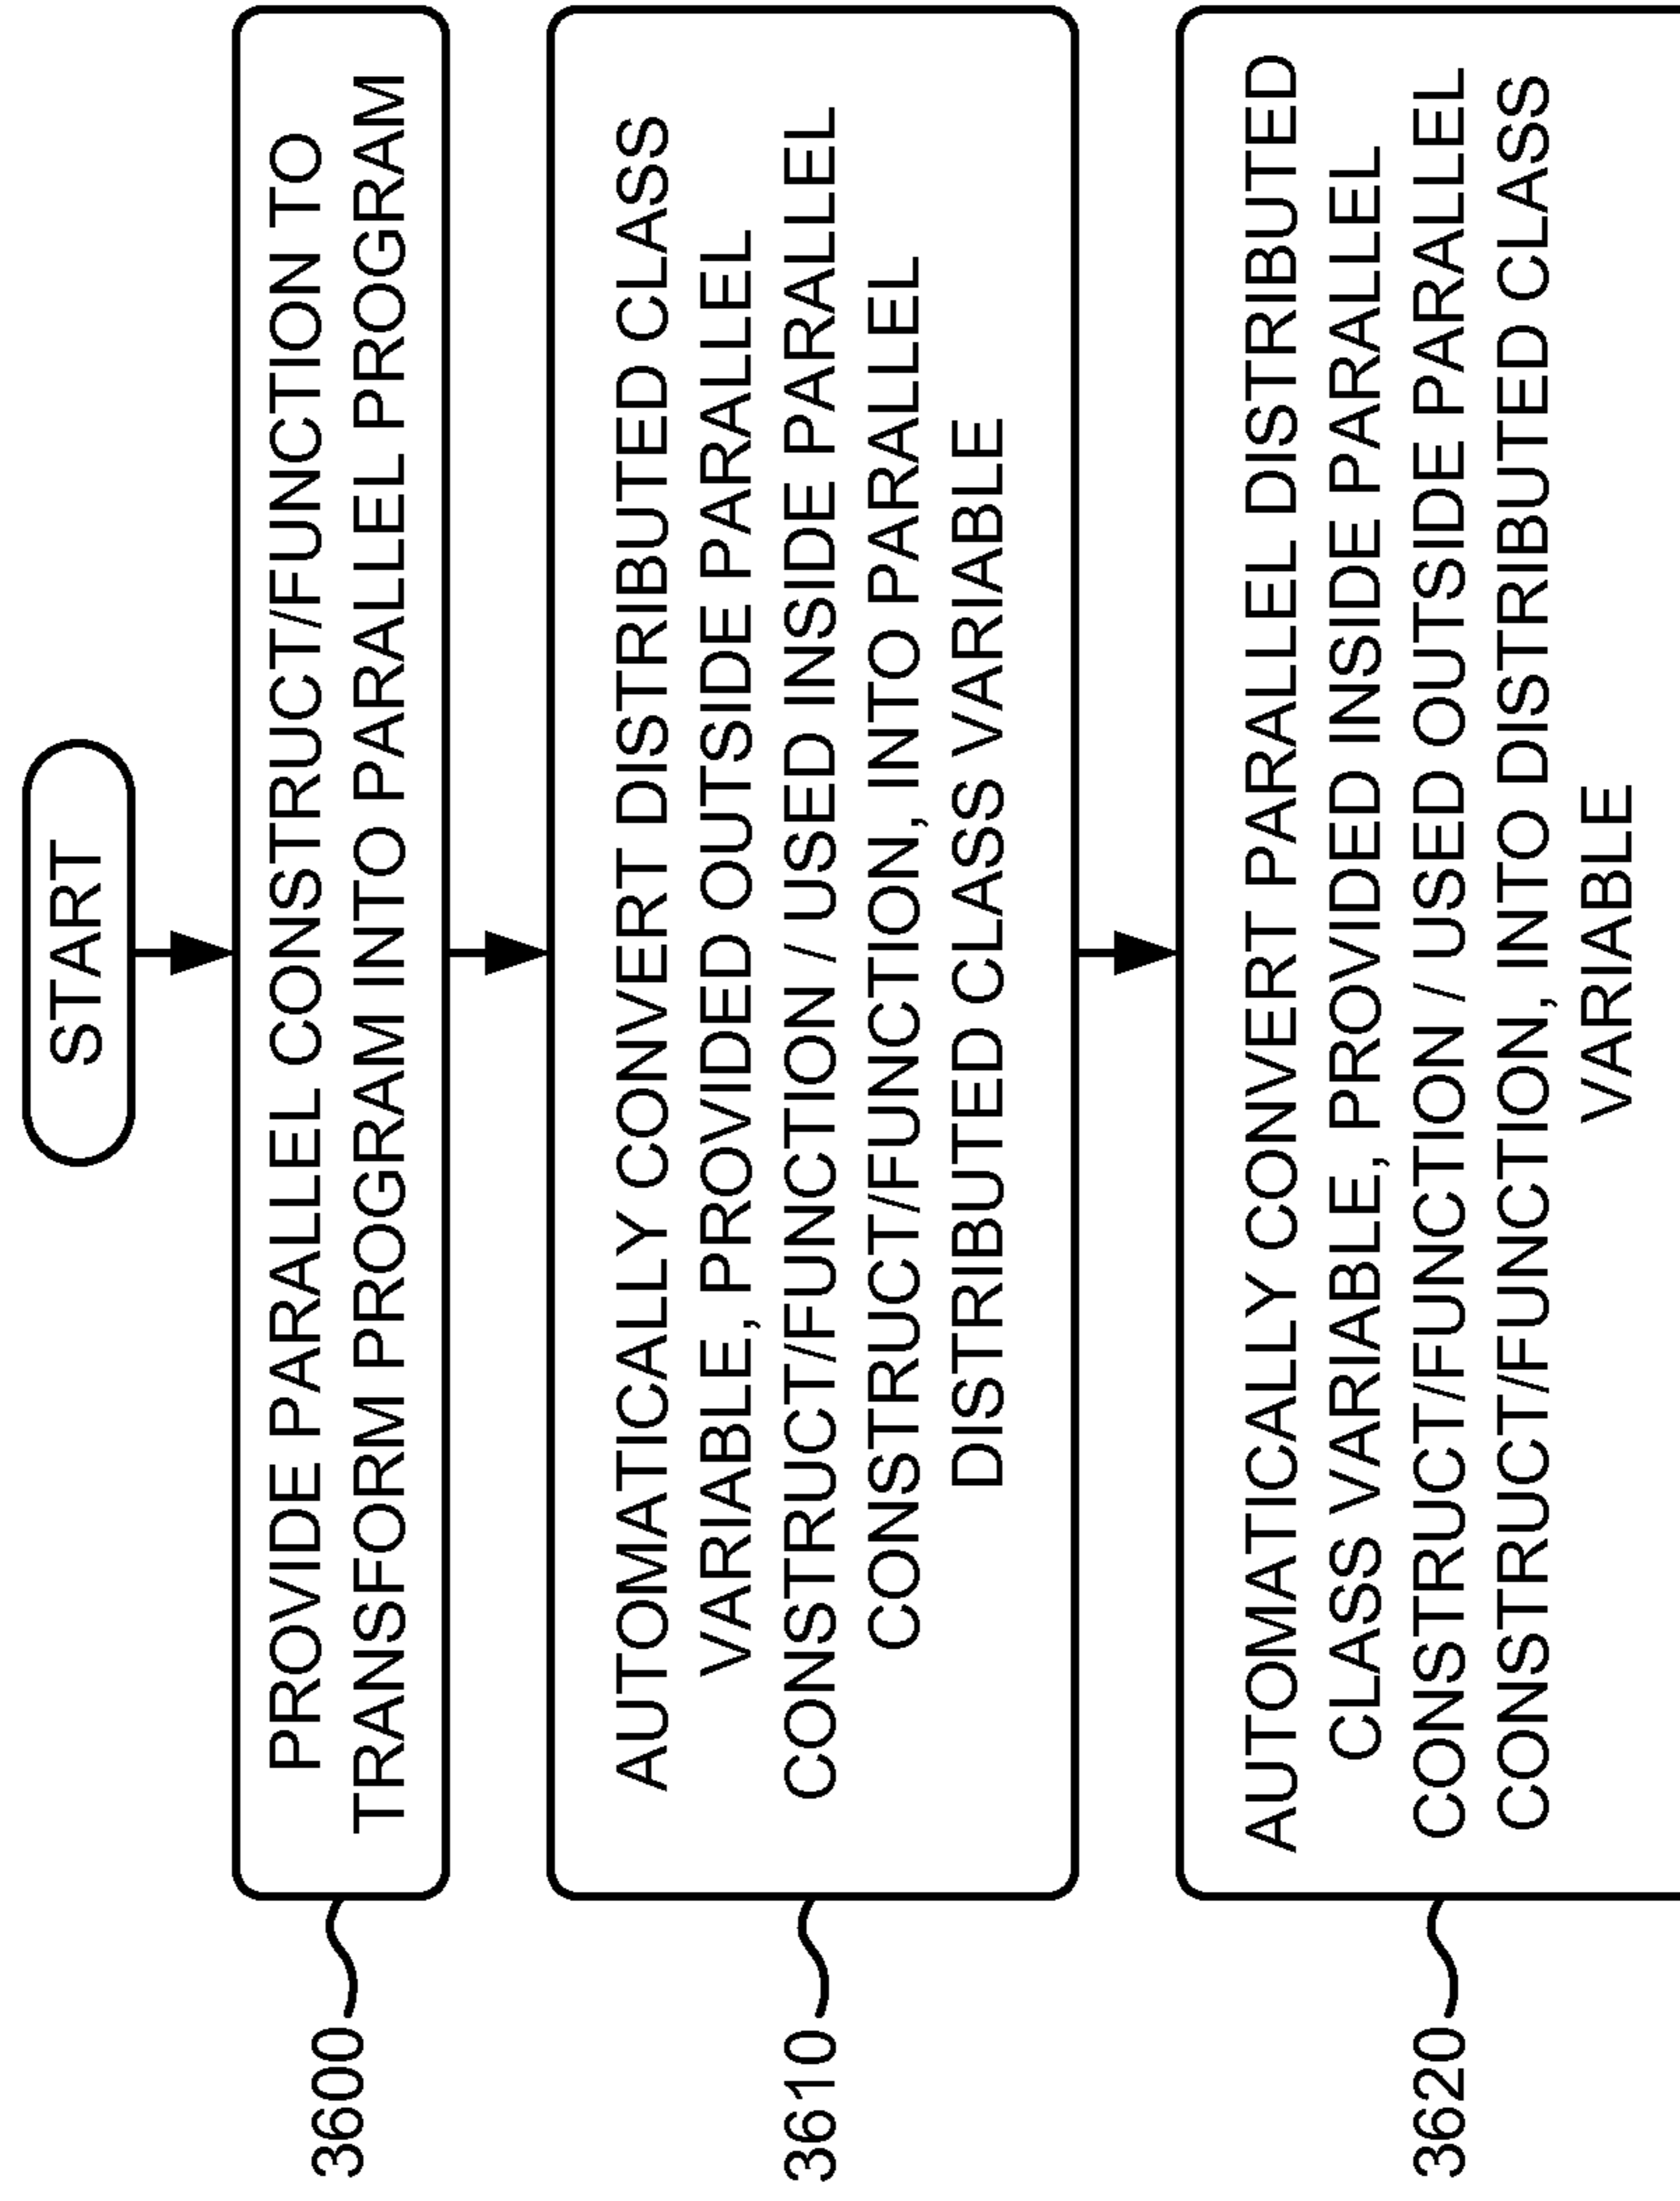 START
PROVIDE PARALLEL CONSTRUCT/FUNCTION TO
TRANSFORM PROGRAM INTO PARALLEL PROGRAM
3600
AUTOMATICALLY CONVERT DISTRIBUTED CLASS
VARIABLE, PROVIDED OUTSIDE PARALLEL
CONSTRUCT/FUNCTION / USED INSIDE PARALLEL
CONSTRUCT/FUNCTION, INTO PARALLEL
DISTRIBUTED CLASS VARIABLE
3610
AUTOMATICALLY CONVERT PARALLEL DISTRIBUTED
CLASS VARIABLE, PROVIDED INSIDE PARALLEL
CONSTRUCT/FUNCTION / USED OUTSIDE PARALLEL
CONSTRUCT/FUNCTION, INTO DISTRIBUTED CLASS
VARIABLE
3620